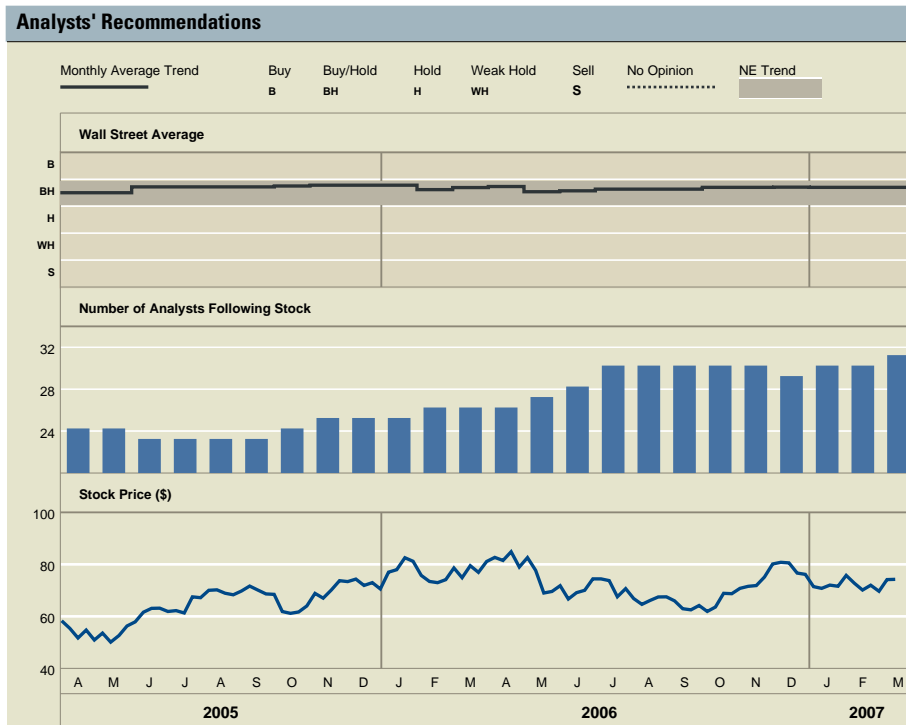 Analysts' Recommendations
Monthly Average Trend Buy Buy/Hold Hold Weak Hold Sell No Opinion NE Trend
B BH H WH S
Wall Street Average
B
BH
H
WH
S
Number of Analysts Following Stock
32
28
24
Stock Price ($)
100
80
60
40
A M J J A S O N D J F M A M J J A S O N D J F M
2005 2006 2007